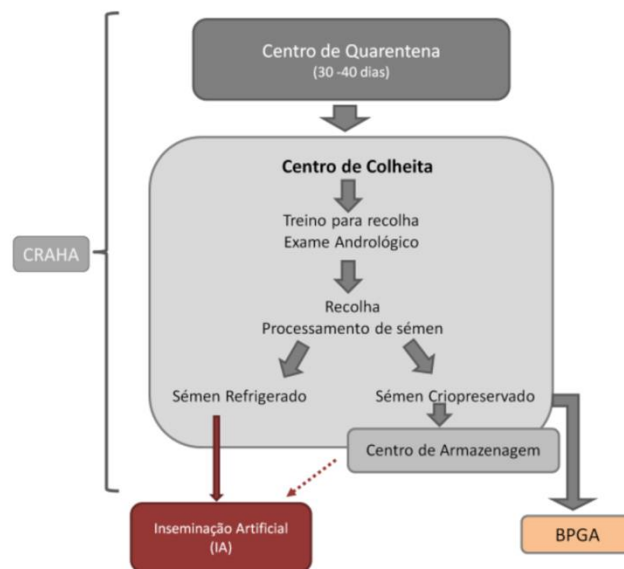 Centro de Quarentena
(30 -40 dias)
Centro de Colheita
Treino para recolha
Exame Andrológico
CRAHA
Recolha
Processamento de sémen
Sémen Refrigerado
Sémen Criopreservado
Centro de Armazenagem
Inseminação Artificial
(IA)
BPGA